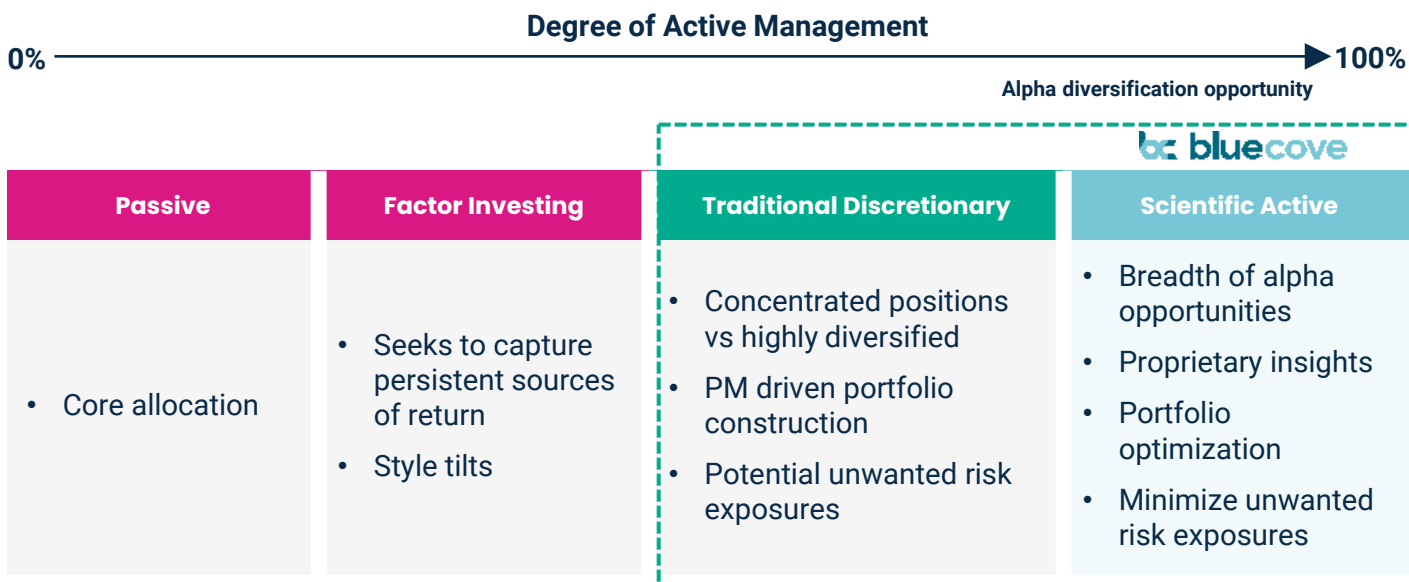 Degree of Active Management
0%
100%
Alpha diversification opportunity
bc bluecove
Passive
Factor Investing
Traditional Discretionary
Scientific Active
• Core allocation
• Seeks to capture
persistent sources
of return
• Style tilts
• Concentrated positions
vs highly diversified
• PM driven portfolio
construction
• Potential unwanted risk
exposures
• Breadth of alpha
opportunities
• Proprietary insights
• Portfolio
optimization
• Minimize unwanted
risk exposures